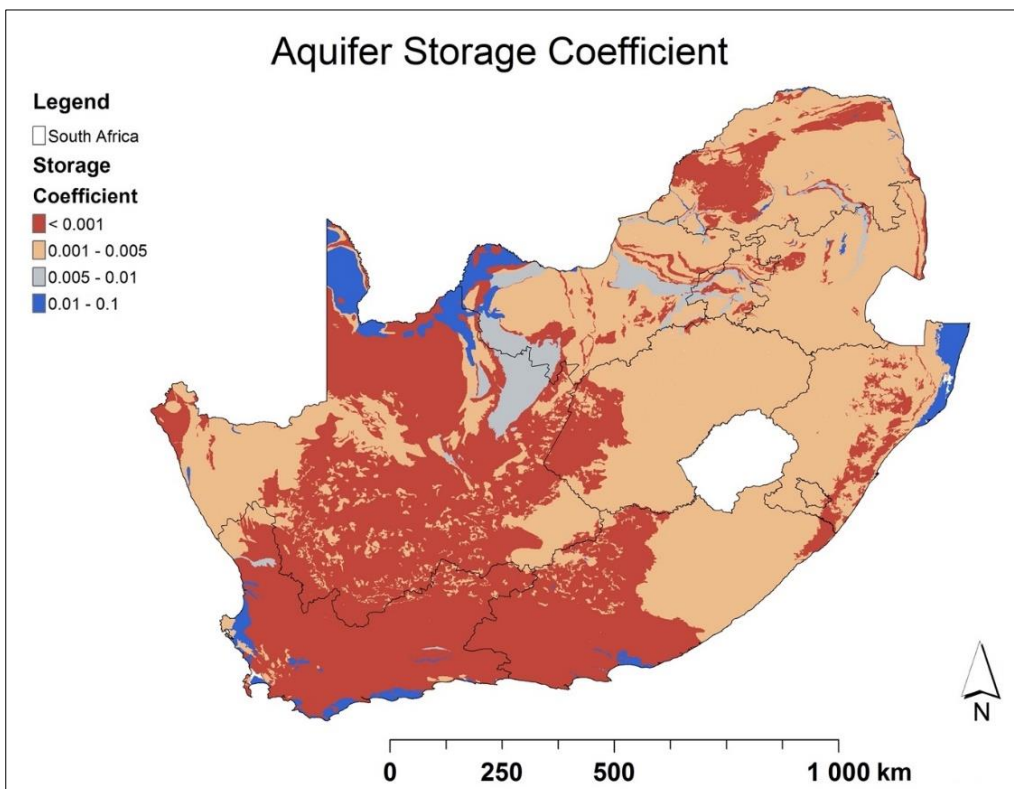 Aquifer Storage Coefficient
Legend
South Africa
Storage
Coefficient
< 0.001
0.001 - 0.005
0.005 - 0.01
0.01 - 0.1
N
0 250 500 1 000 km